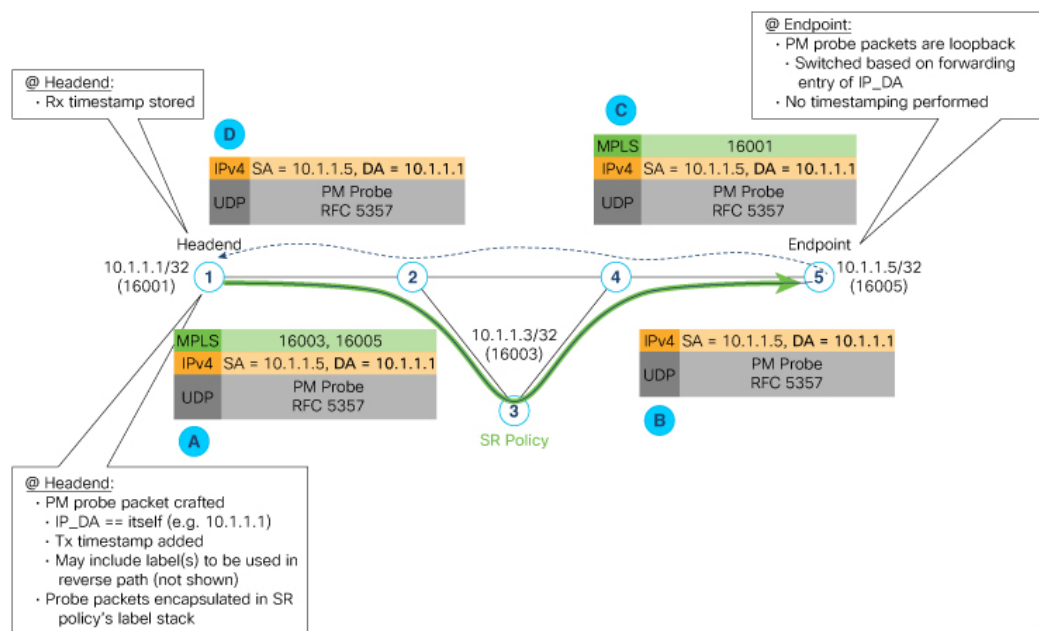 @ Endpoint:
· PM probe packets are loopback
· Switched based on forwarding
entry of IP_DA
· No timestamping performed
@ Headend:
· Rx timestamp stored
D
C
MPLS 16001
IPv4 SA = 10.1.1.5, DA = 10.1.1.1
UDP PM Probe
RFC 5357
IPv4 SA = 10.1.1.5, DA = 10.1.1.1
UDP PM Probe
RFC 5357
Headend
Endpoint
10.1.1.1/32
(16001)
1
2
4
5
10.1.1.5/32
(16005)
10.1.1.3/32
(16003)
3
SR Policy
MPLS 16003, 16005
IPv4 SA = 10.1.1.5, DA = 10.1.1.1
UDP PM Probe
RFC 5357
A
IPv4 SA = 10.1.1.5, DA = 10.1.1.1
UDP PM Probe
RFC 5357
B
@ Headend:
· PM probe packet crafted
· IP_DA == itself (e.g. 10.1.1.1)
· Tx timestamp added
· May include label(s) to be used in
reverse path (not shown)
· Probe packets encapsulated in SR
policy's label stack